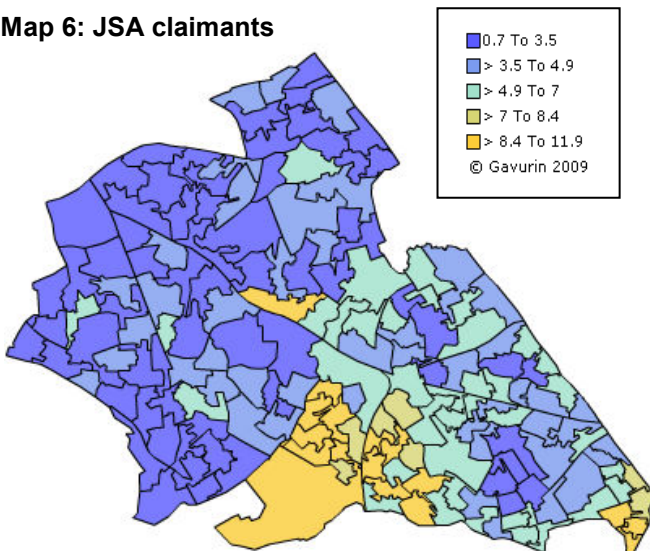 Map 6: JSA claimants
0.7 To 3.5
> 3.5 To 4.9
> 4.9 To 7
> 7 To 8.4
> 8.4 To 11.9
© Gavurin 2009